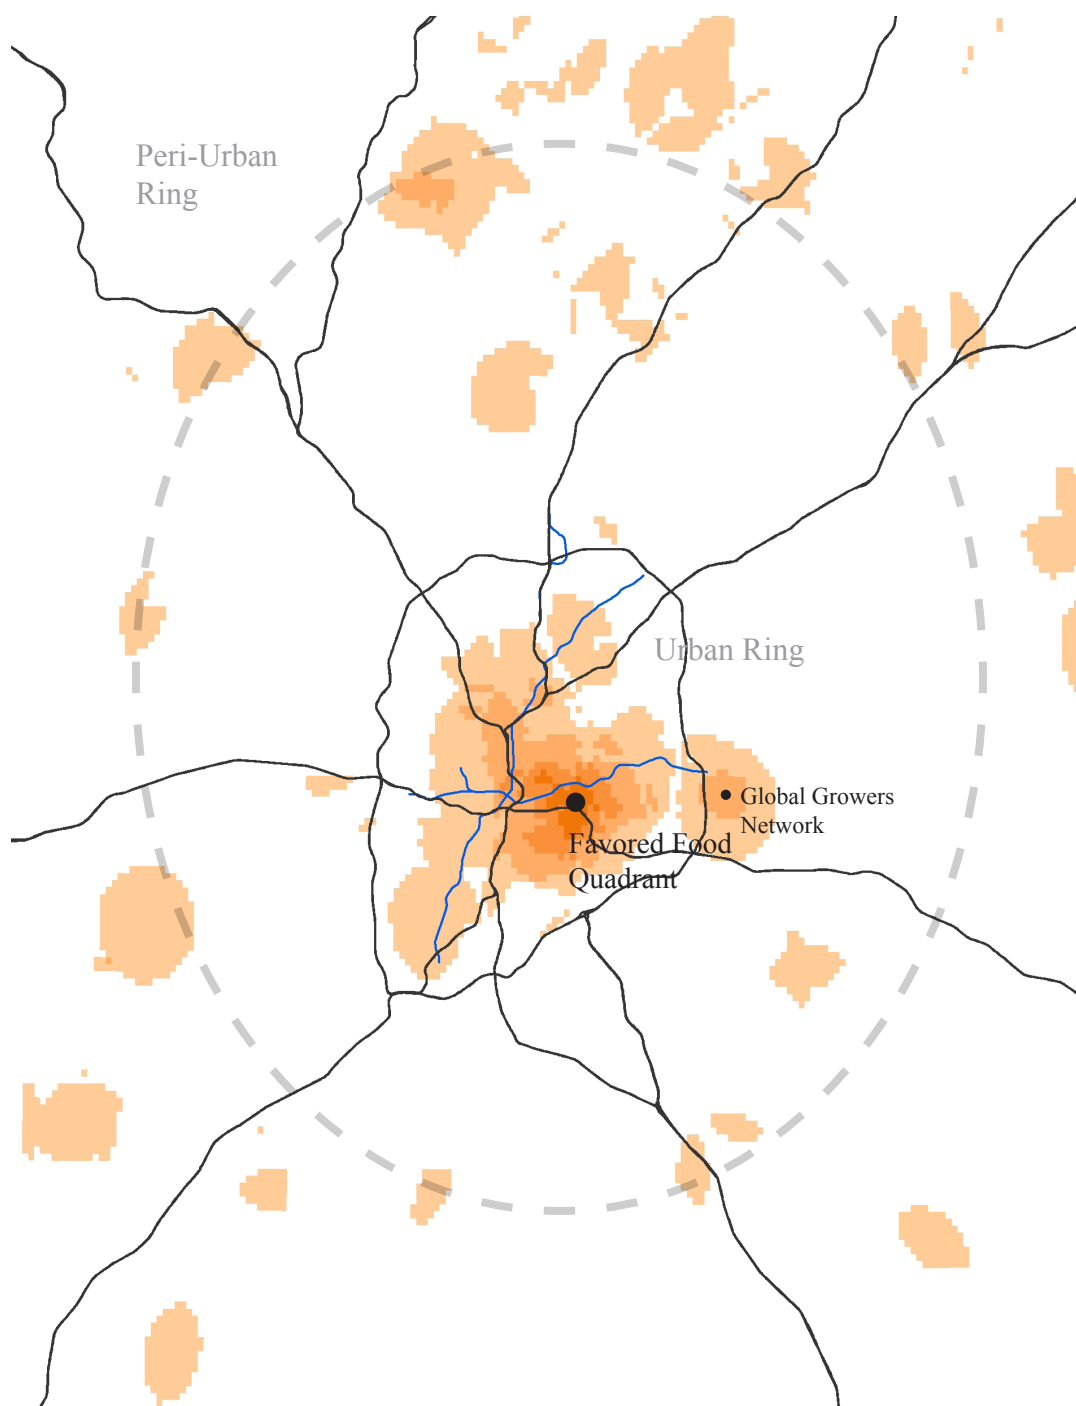 Peri-Urban
Ring
Urban Ring
Global Growers
Network
Favored Food
Quadrant